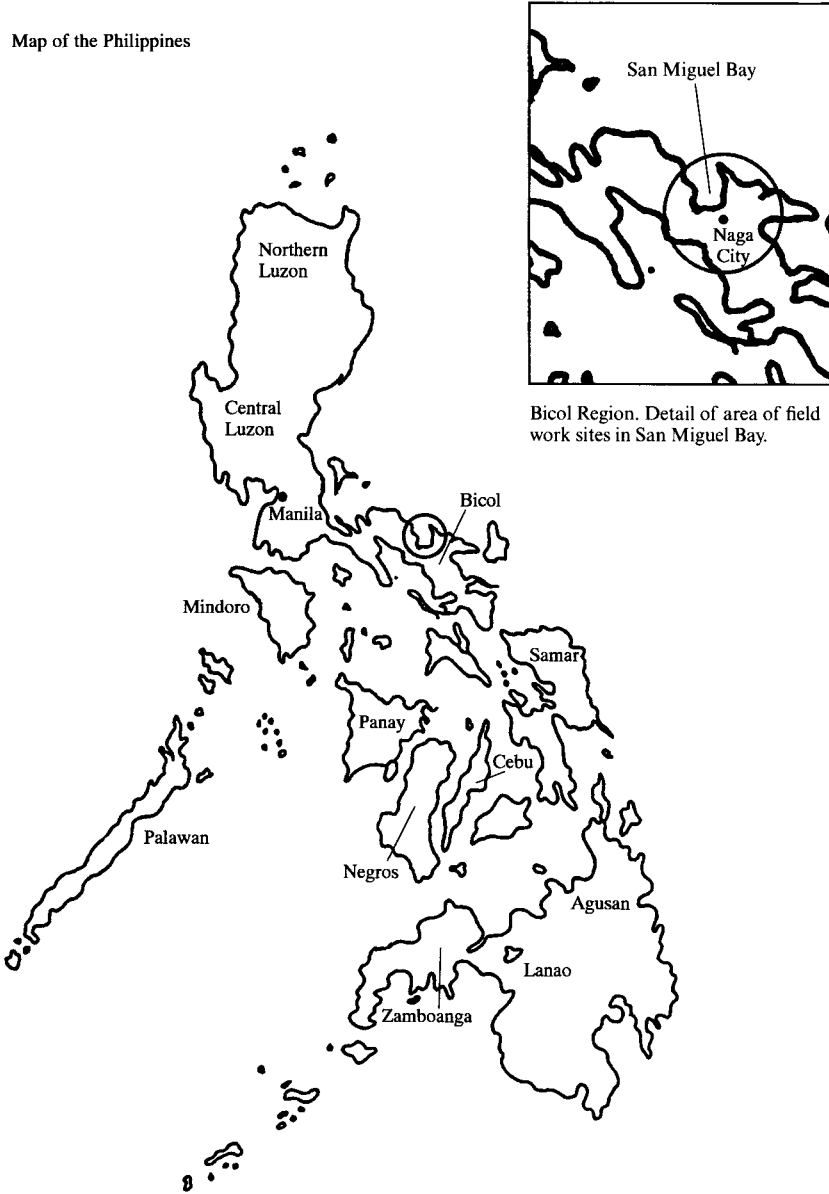 Map of the Philippines
San Miguel Bay
Naga
City
Bicol Region. Detail of area of field
work sites in San Miguel Bay.
Northern
Luzon
Central
Luzon
Manila
Bicol
Mindoro
Samar
Panay
Cebu
Palawan
Negros
Agusan
Lanao
Zamboanga